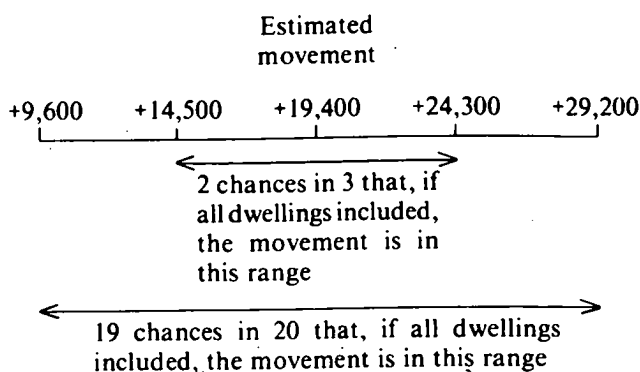 Estimated
movement
+9,600 +14,500 +19,400 +24,300 +29,200
2 chances in 3 that, if
all dwellings included,
the movement is in
this range
19 chances in 20 that, if all dwellings
included, the movement is in this range